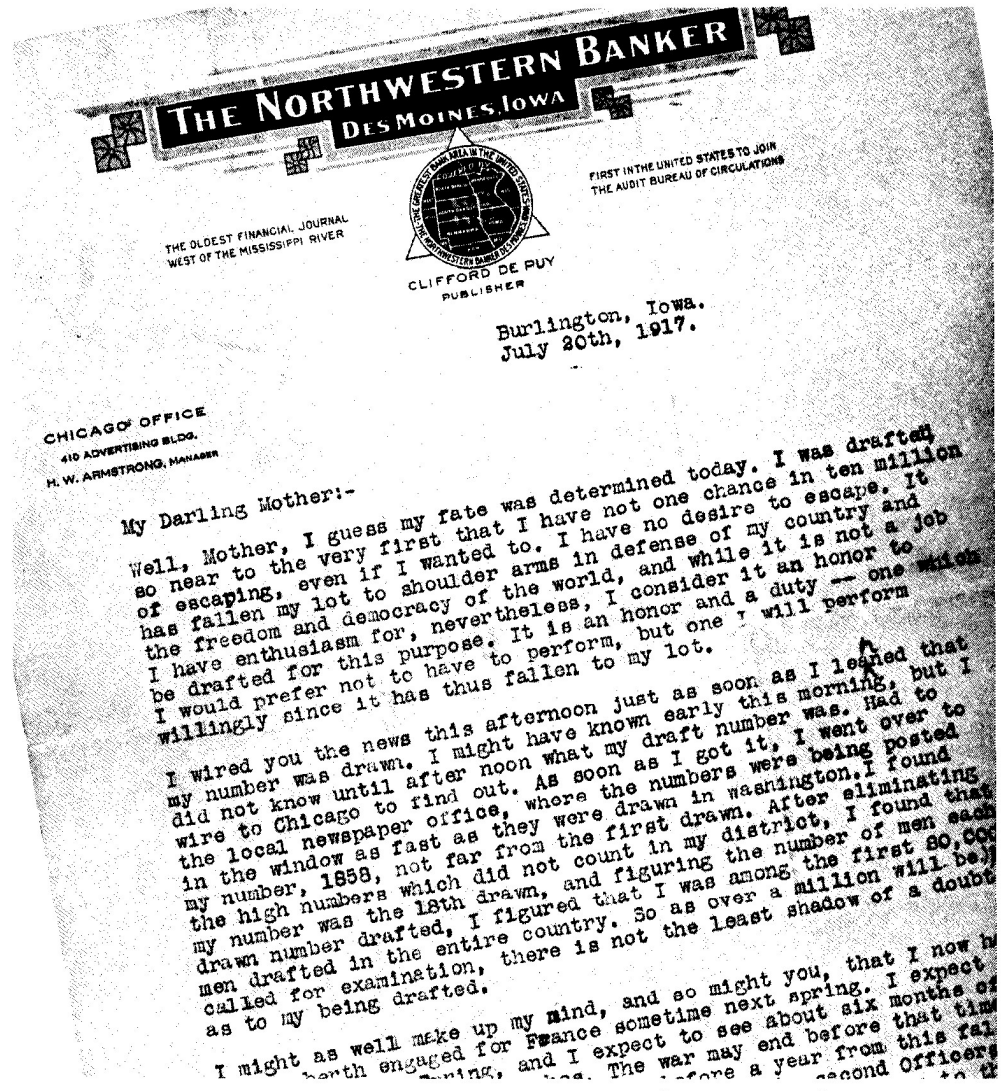 THE NORTHWESTERN BANKER
DES MOINES, IOWA
FIRST IN THE UNITED STATES TO JOIN
THE AUDIT BUREAU OF CIRCULATIONS
THE OLDEST FINANCIAL JOURNAL
WEST OF THE MISSISSIPPI RIVER
THE GREATEST BANK AREA IN THE UNITED STATES
THE NORTHWESTERN BANKER DES MOINES
CLIFFORD DE PUY
PUBLISHER
Burlington, Iowa.
July 20th, 1917.
CHICAGO OFFICE
410 ADVERTISING BLDG.
H. W. ARMSTRONG, MANAGER
My Darling Mother:-
Well, Mother, I guess my fate was determined today. I was drafted
so near to the very first that I have not one chance in ten million
of escaping, even if I wanted to. I have no desire to escape. It
has fallen my lot to shoulder arms in defense of my country and
the freedom and democracy of the world, and while it is not a job
I have enthusiasm for, nevertheless, I consider it an honor to
be drafted for this purpose. It is an honor and a duty -- one which
I would prefer not to have to perform, but one I will perform
willingly since it has thus fallen to my lot.
I wired you the news this afternoon just as soon as I learned that
my number was drawn. I might have known early this morning, but I
did not know until after noon what my draft number was. Had to
wire to Chicago to find out. As soon as I got it, I went over to
the local newspaper office, where the numbers were being posted
in the window as fast as they were drawn in washington. I found
my number, 1858, not far from the first drawn. After eliminating
the high numbers which did not count in my district, I found that
my number was the 18th drawn, and figuring the number of men each
drawn number drafted, I figured that I was among the first 80,000
men drafted in the entire country. So as over a million will be
called for examination, there is not the least shadow of a doubt
as to my being drafted.
I might as well make up my mind, and so might you, that I now
berth engaged for France sometime next spring. I expect
and I expect to see about six months of
The war may end before that time
before a year from this fall
second Officers